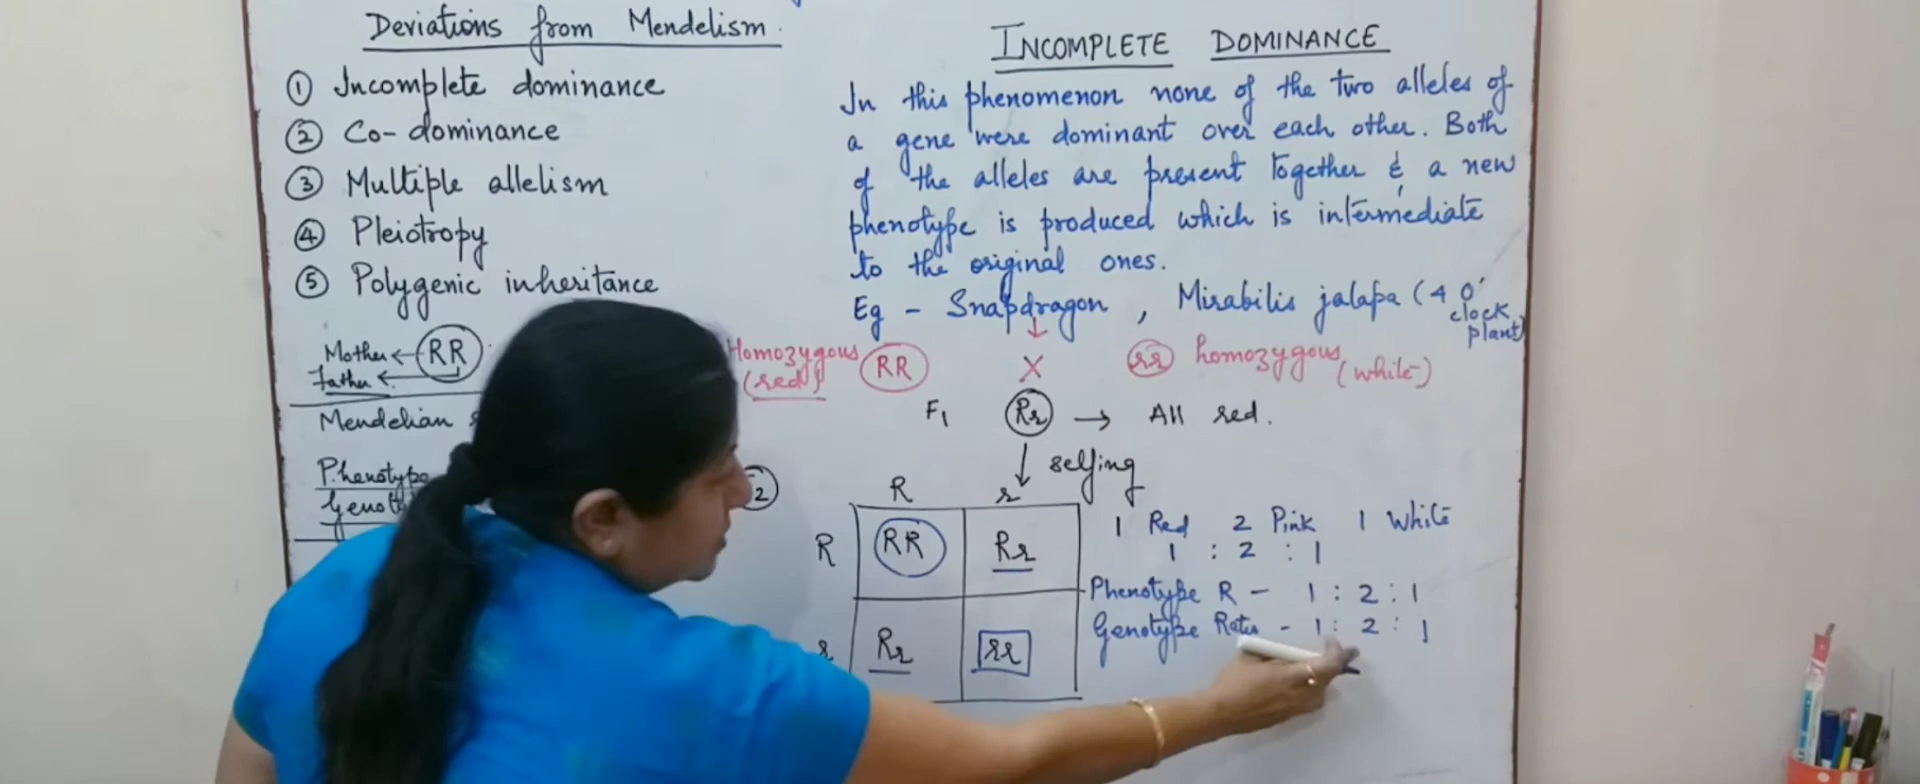 Deviations from Mendelism.
① Incomplete dominance
② Co-dominance
③ Multiple allelism
④ Pleiotropy
⑤ Polygenic inheritance
Mother ← RR
Father ←
Mendelian
Phenotype
INCOMPLETE DOMINANCE
In this phenomenon none of the two alleles of
a gene were dominant over each other. Both
of the alleles are present together & a new
phenotype is produced which is intermediate
to the original ones.
Eg - Snapdragon, Mirabilis jalapa (4 O'
clock
plant)
Homozygous RR X rr homozygous (white)
(red)
F1 Rr → All red.
↓ selfing
R r
R RR Rr
r Rr rr
1 Red 2 Pink 1 White
1 : 2 : 1
Phenotype R - 1 : 2 : 1
Genotype Ratio - 1 : 2 : 1